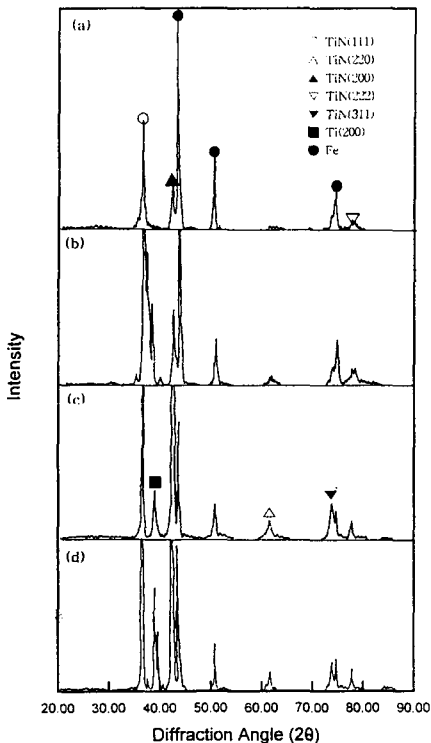 (a)
TiN(111)
TiN(220)
TiN(200)
TiN(222)
TiN(311)
Ti(200)
Fe
(b)
(c)
(d)
Intensity
20.00 30.00 40.00 50.00 60.00 70.00 80.00 90.00
Diffraction Angle (2θ)